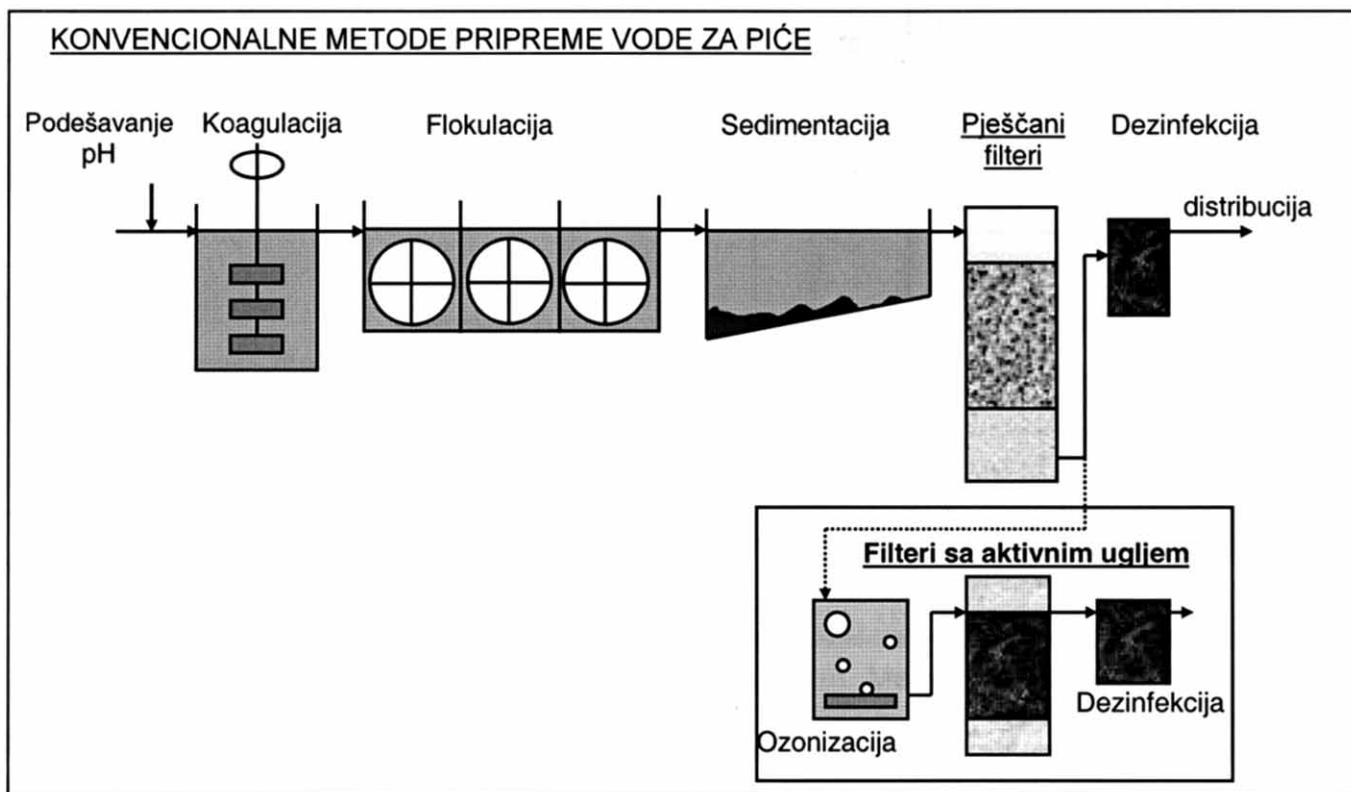 KONVENCIONALNE METODE PRIPREME VODE ZA PIĆE
Podešavanje
pH
Koagulacija
Flokulacija
Sedimentacija
Pješčani
filteri
Dezinfekcija
distribucija
Filteri sa aktivnim ugljem
Ozonizacija
Dezinfekcija